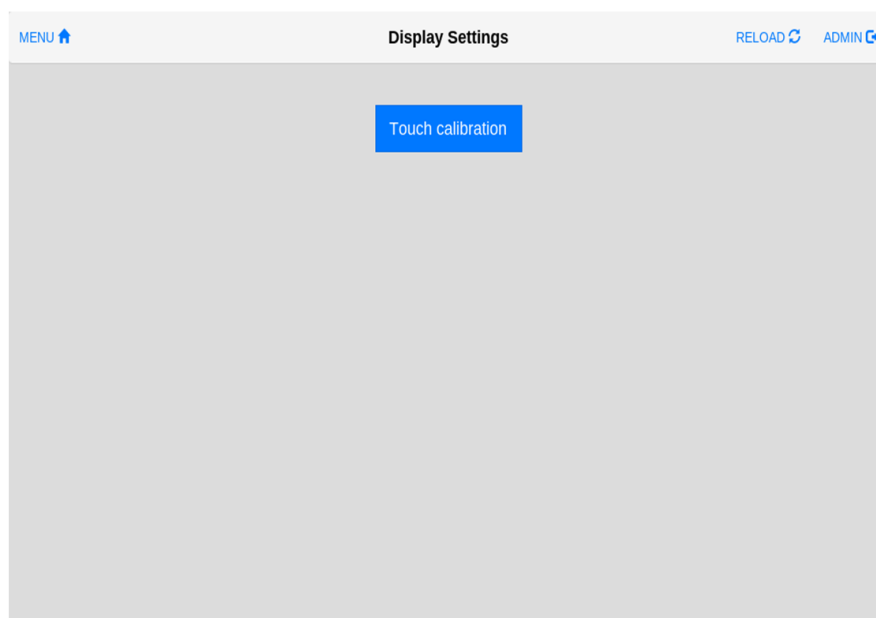 MENU
Display Settings
RELOAD
ADMIN
Touch calibration